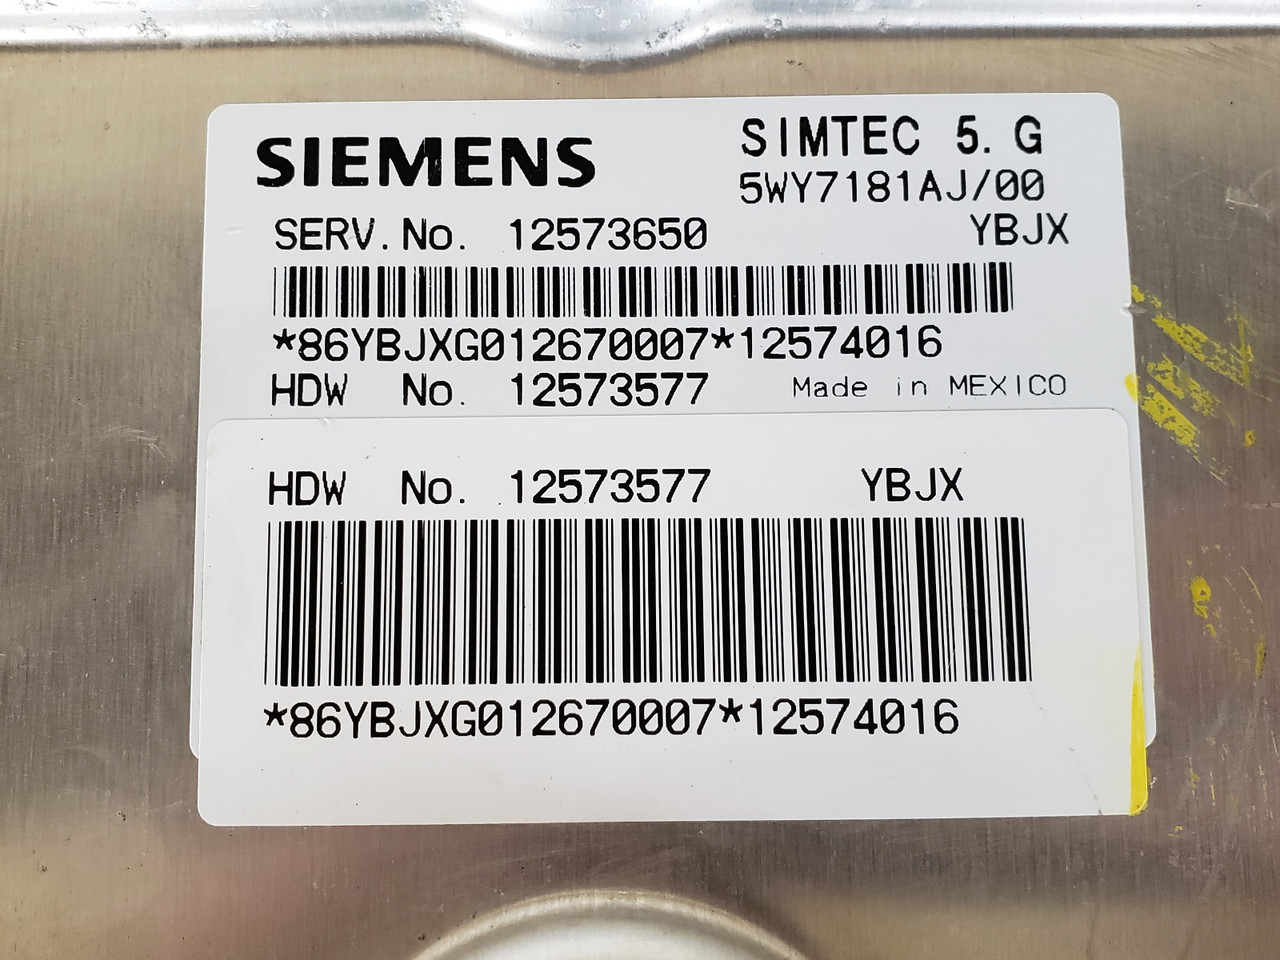 SIEMENS
SIMTEC 5.G
5WY7181AJ/00
SERV.No. 12573650 YBJX
*86YBJXG012670007*12574016
HDW No. 12573577 Made in MEXICO
HDW No. 12573577 YBJX
*86YBJXG012670007*12574016